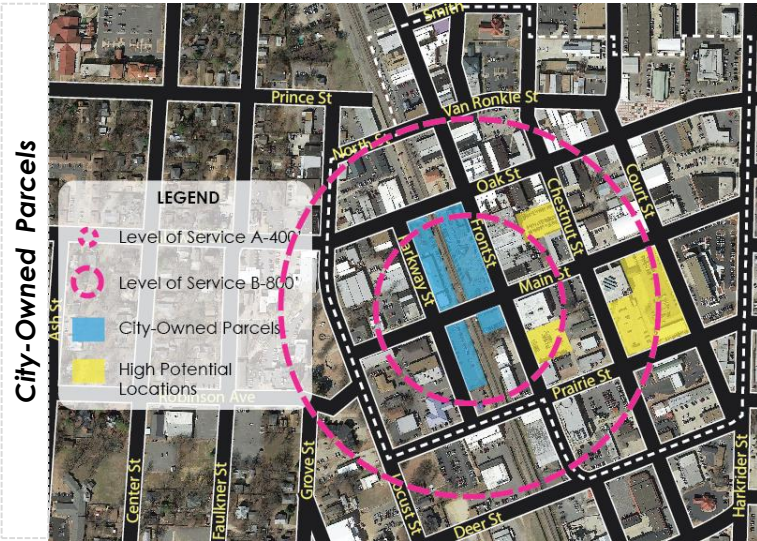 City-Owned Parcels
Smith
Prince St
Van Ronkle St
North St
Oak St
Chestnut St
Court St
Front St
arkway St
Main St
Prairie St
LEGEND
Level of Service A-400'
Level of Service B-800'
City-Owned Parcels
High Potential
Locations
Ash St
Robinson Ave
Center St
Faulkner St
Grove St
ocust St
Deer St
Harkrider St